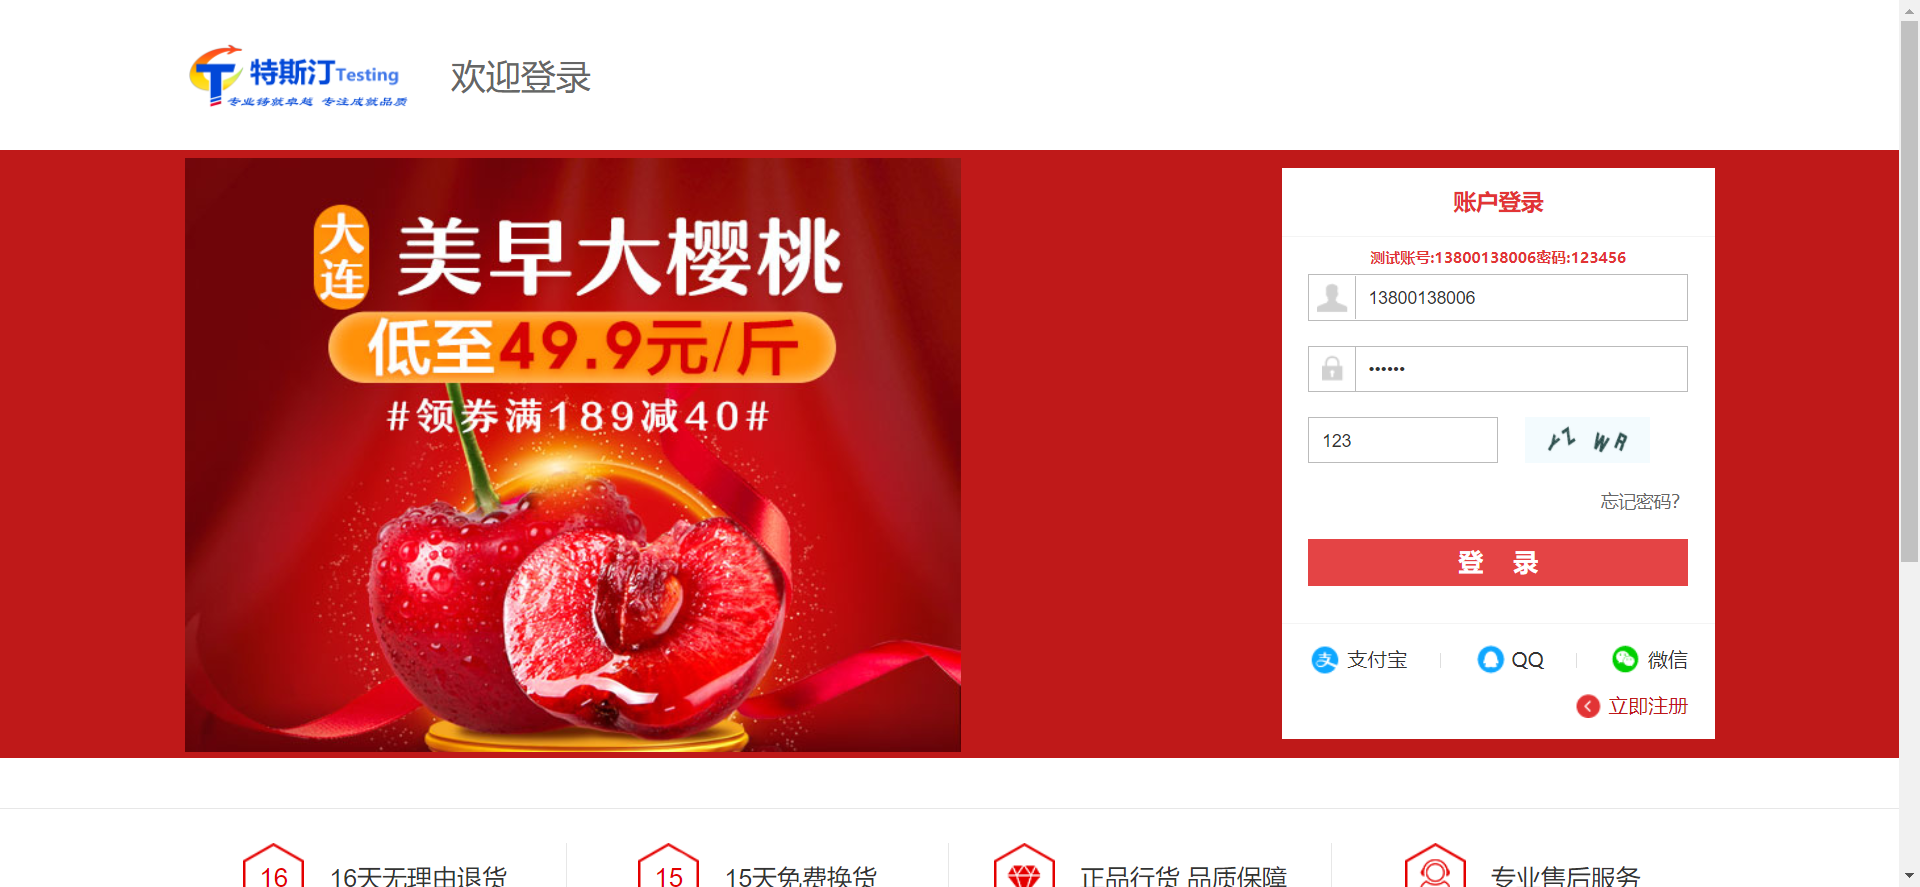 特斯汀Testing
专业铸就卓越 专注成就品质
欢迎登录
大连
美早大樱桃
低至49.9元/斤
#领券满189减40#
账户登录
测试账号:13800138006密码:123456
13800138006
••••••
123
YZ WR
忘记密码?
登 录
支付宝
QQ
微信
立即注册
16 16天无理由退货
15 15天免费换货
正品行货 品质保障
专业售后服务